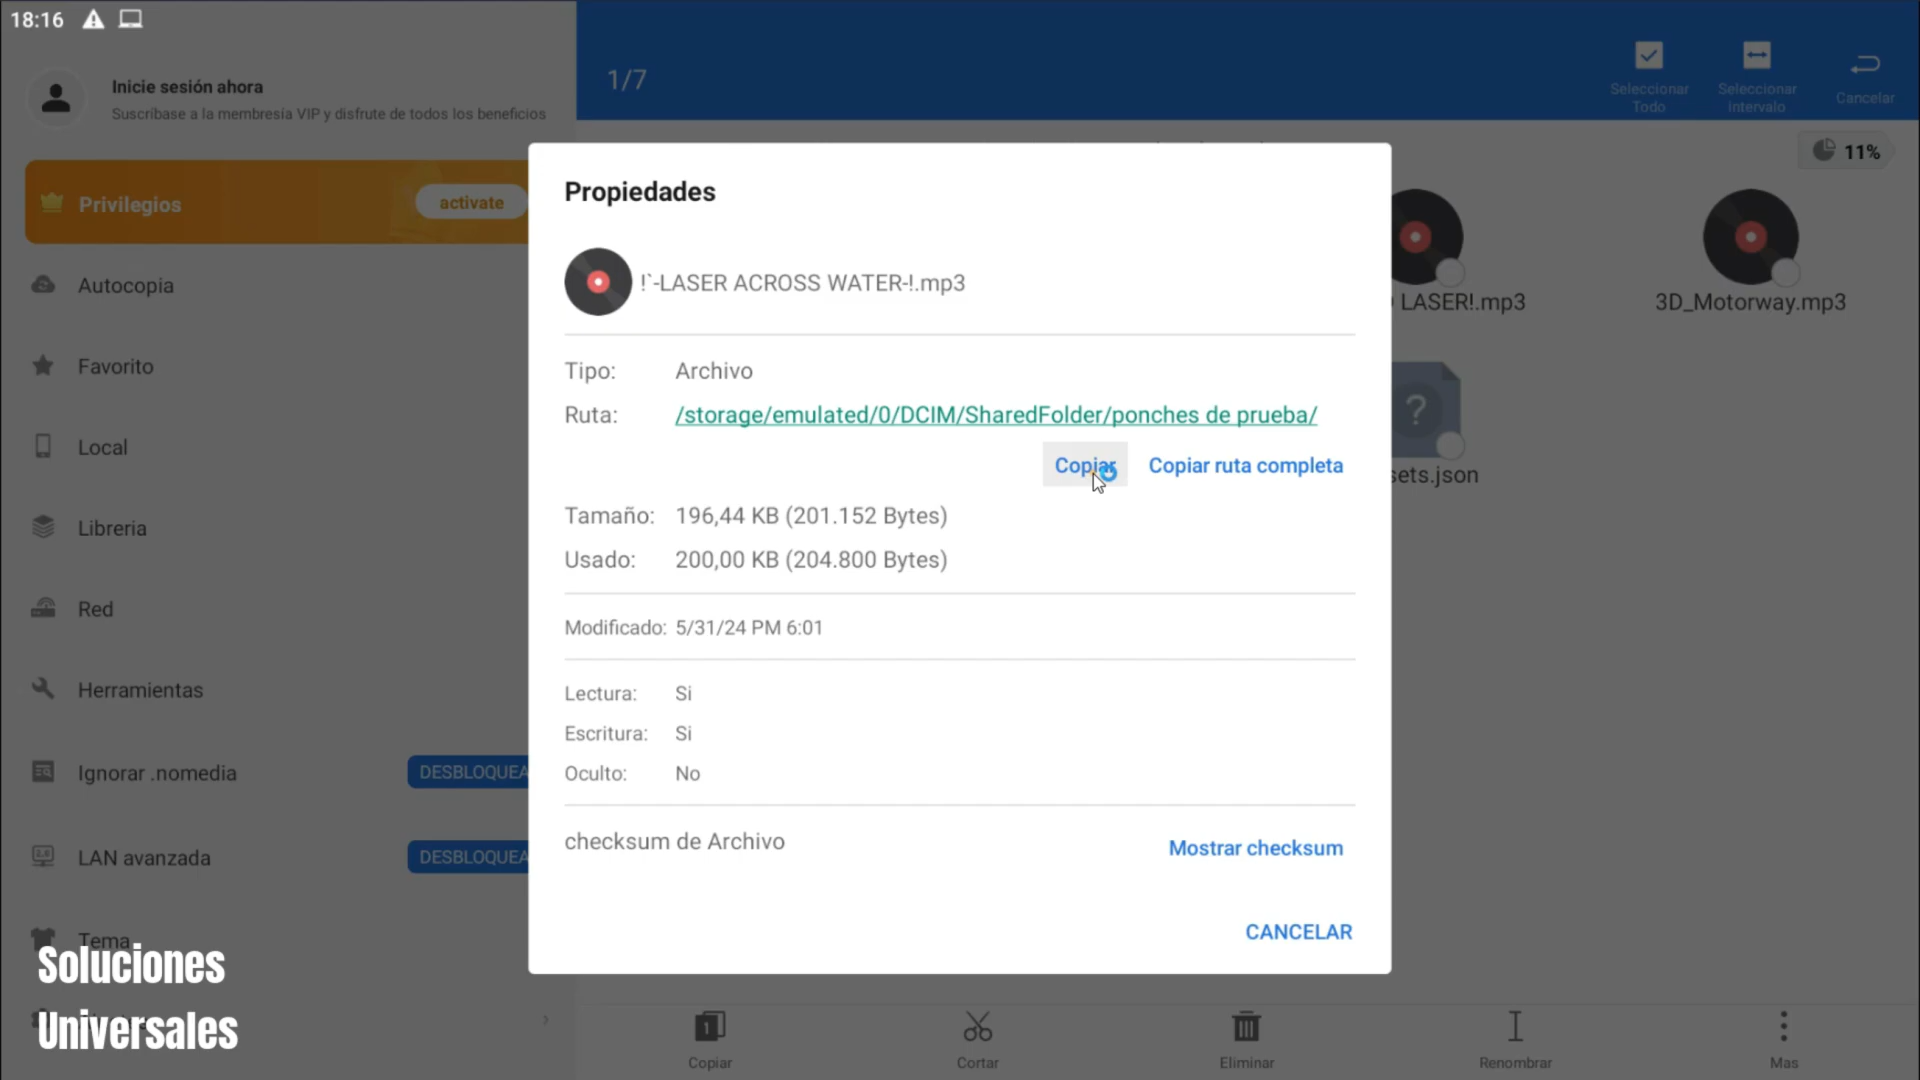 18:16
Inicie sesión ahora
Suscríbase a la membresía VIP y disfrute de todos los beneficios
Privilegios
activate
Autocopia
Favorito
Local
Libreria
Red
Herramientas
Ignorar .nomedia
DESBLOQUEA
LAN avanzada
DESBLOQUEA
Tema
Soluciones
Universales
1/7
Seleccionar
Todo
Seleccionar
Intervalo
Cancelar
11%
LASER!.mp3
3D_Motorway.mp3
sets.json
Propiedades
!`-LASER ACROSS WATER-!.mp3
Tipo: Archivo
Ruta: /storage/emulated/0/DCIM/SharedFolder/ponches de prueba/
Copiar Copiar ruta completa
Tamaño: 196,44 KB (201.152 Bytes)
Usado: 200,00 KB (204.800 Bytes)
Modificado: 5/31/24 PM 6:01
Lectura: Si
Escritura: Si
Oculto: No
checksum de Archivo
Mostrar checksum
CANCELAR
1
Copiar
Cortar
Eliminar
Renombrar
Mas